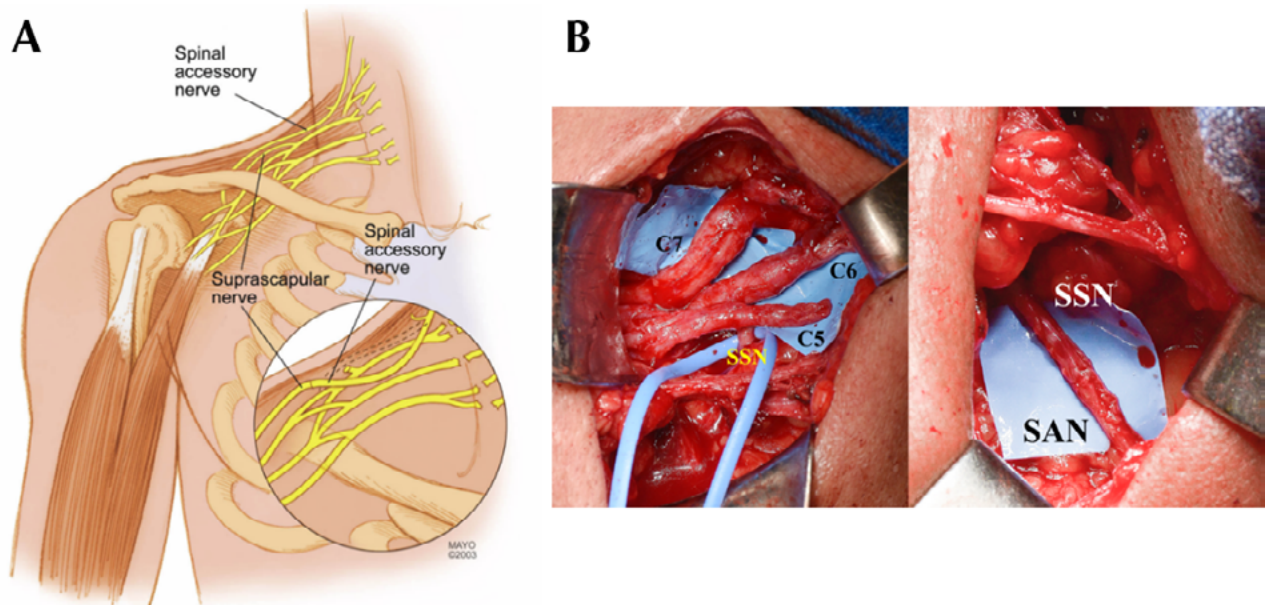 A
Spinal
accessory
nerve
Spinal
accessory
nerve
Suprascapular
nerve
MAYO
©2003
B
C7
C6
C5
SSN
SSN
SAN